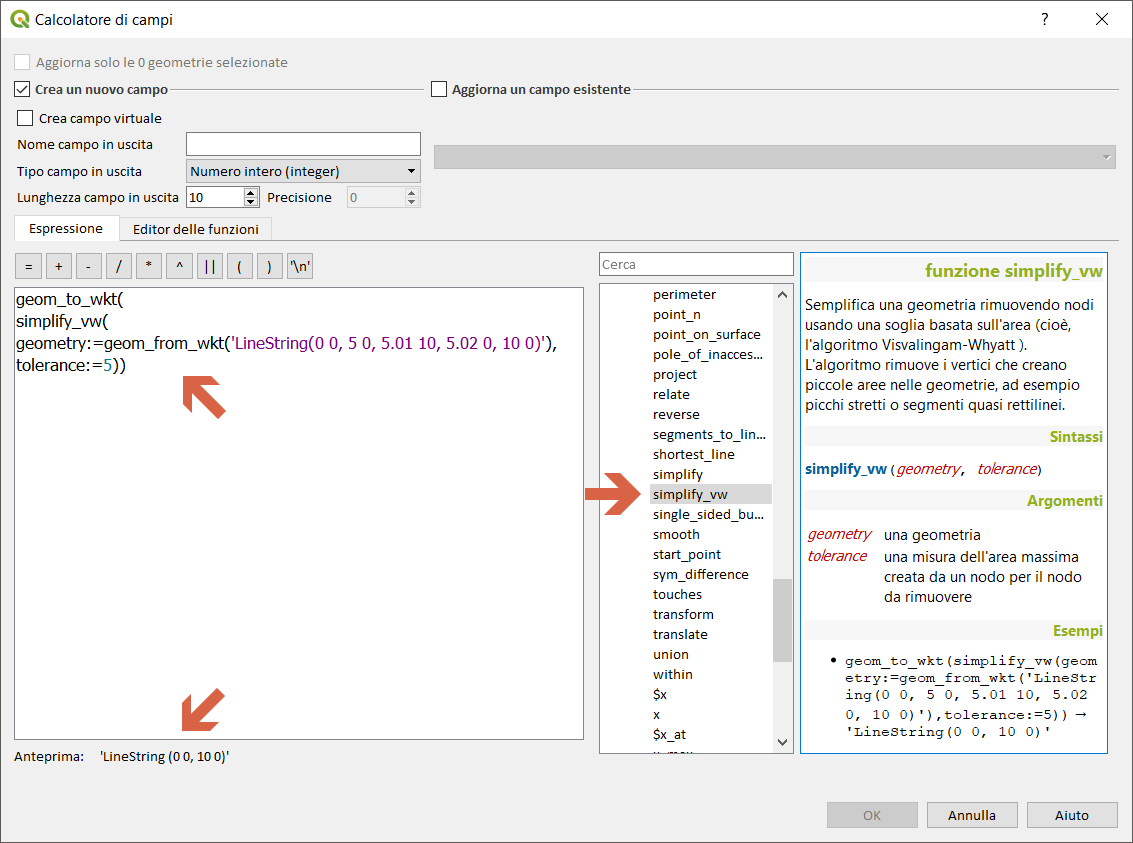 Calcolatore di campi
?
Aggiorna solo le 0 geometrie selezionate
Crea un nuovo campo
Aggiorna un campo esistente
Crea campo virtuale
Nome campo in uscita
Tipo campo in uscita
Numero intero (integer)
Lunghezza campo in uscita
10
Precisione
0
Espressione
Editor delle funzioni
= + - / * ^ || ( ) '\n'
geom_to_wkt(
simplify_vw(
geometry:=geom_from_wkt('LineString(0 0, 5 0, 5.01 10, 5.02 0, 10 0)'),
tolerance:=5))
Anteprima: 'LineString (0 0, 10 0)'
Cerca
perimeter
point_n
point_on_surface
pole_of_inacces...
project
relate
reverse
segments_to_lin...
shortest_line
simplify
simplify_vw
single_sided_bu...
smooth
start_point
sym_difference
touches
transform
translate
union
within
$x
x
$x_at
funzione simplify_vw
Semplifica una geometria rimuovendo nodi
usando una soglia basata sull'area (cioè,
l'algoritmo Visvalingam-Whyatt ).
L'algoritmo rimuove i vertici che creano
piccole aree nelle geometrie, ad esempio
picchi stretti o segmenti quasi rettilinei.
Sintassi
simplify_vw(geometry, tolerance)
Argomenti
geometry una geometria
tolerance una misura dell'area massima
creata da un nodo per il nodo
da rimuovere
Esempi
• geom_to_wkt(simplify_vw(geom
etry:=geom_from_wkt('LineStr
ing(0 0, 5 0, 5.01 10, 5.02
0, 10 0)'),tolerance:=5)) →
'LineString(0 0, 10 0)'
OK
Annulla
Aiuto